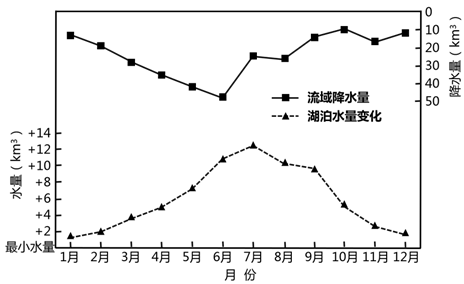 0
10
20
30
40
50
降水量（km³）
流域降水量
湖泊水量变化
水量（km³）
+14
+12
+10
+8
+6
+4
+2
最小水量
1月 2月 3月 4月 5月 6月 7月 8月 9月 10月 11月 12月
月 份